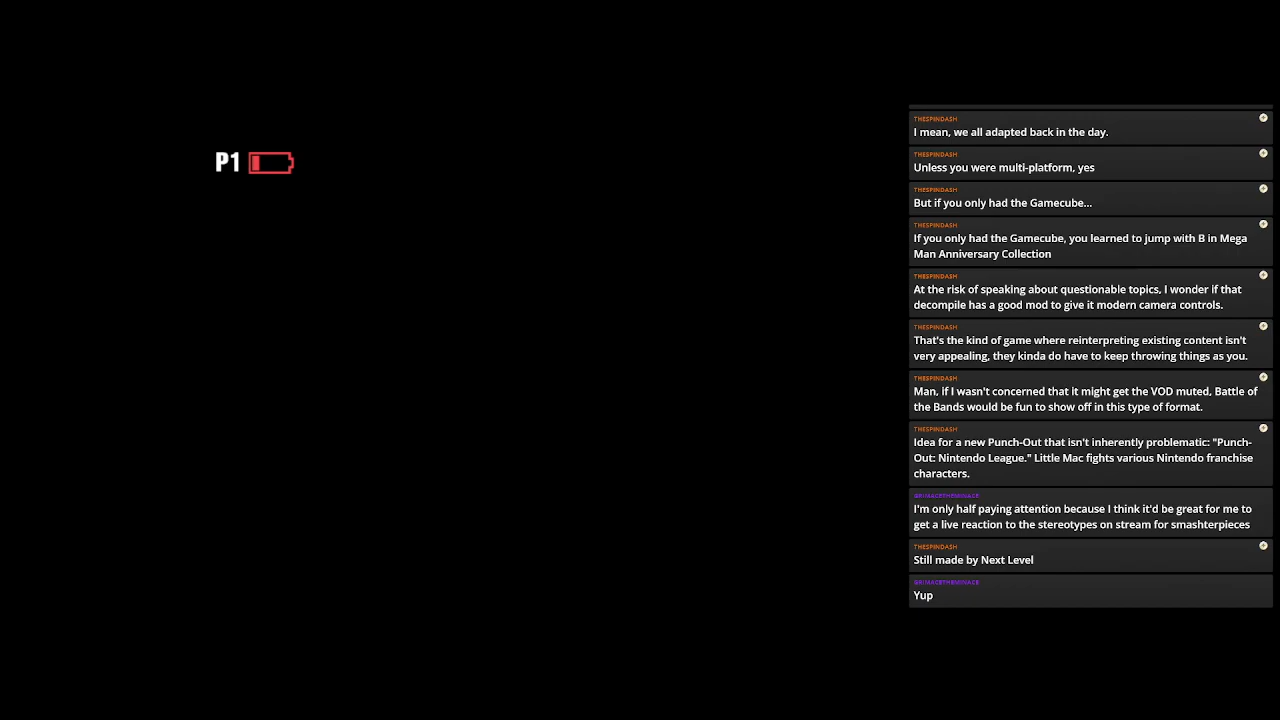 P1
THESPINDASH
I mean, we all adapted back in the day.
THESPINDASH
Unless you were multi-platform, yes
THESPINDASH
But if you only had the Gamecube...
THESPINDASH
If you only had the Gamecube, you learned to jump with B in Mega
Man Anniversary Collection
THESPINDASH
At the risk of speaking about questionable topics, I wonder if that
decompile has a good mod to give it modern camera controls.
THESPINDASH
That's the kind of game where reinterpreting existing content isn't
very appealing, they kinda do have to keep throwing things as you.
THESPINDASH
Man, if I wasn't concerned that it might get the VOD muted, Battle of
the Bands would be fun to show off in this type of format.
THESPINDASH
Idea for a new Punch-Out that isn't inherently problematic: "Punch-
Out: Nintendo League." Little Mac fights various Nintendo franchise
characters.
GRIMACETHEMENACE
I'm only half paying attention because I think it'd be great for me to
get a live reaction to the stereotypes on stream for smashterpieces
THESPINDASH
Still made by Next Level
GRIMACETHEMENACE
Yup